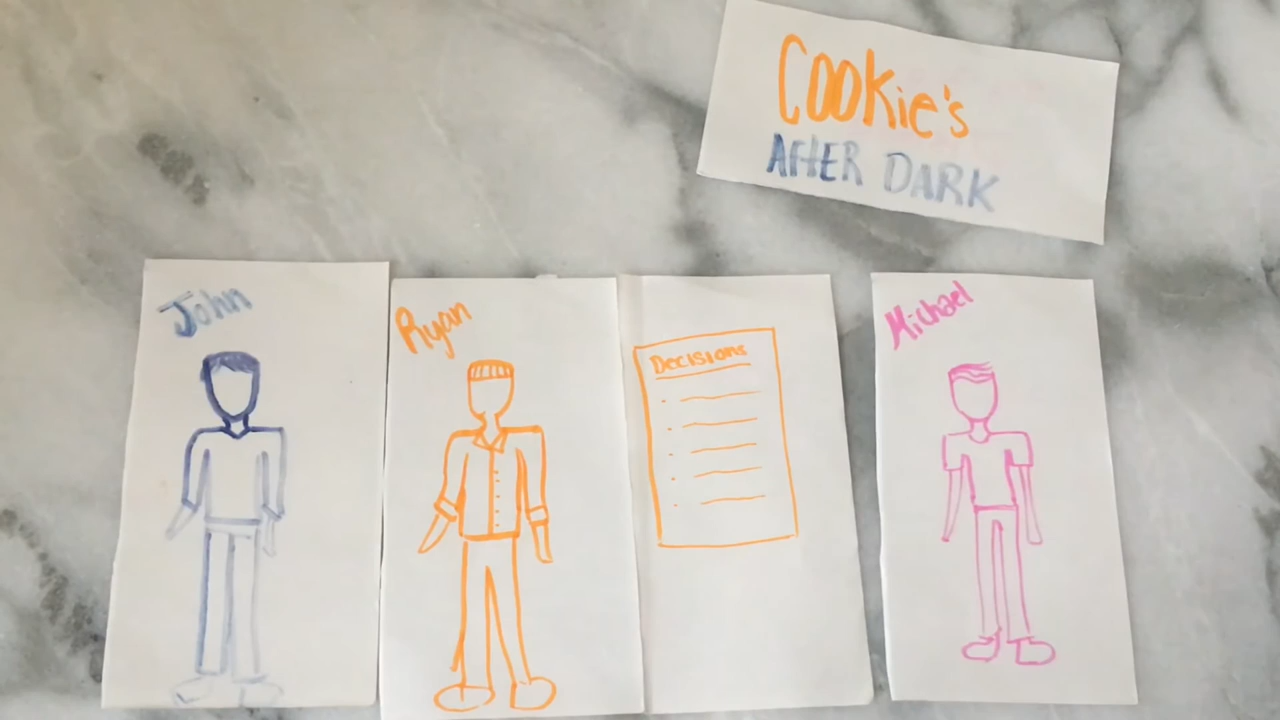 Cookie's
AFTER DARK
John
Ryan
Decisions
Michael